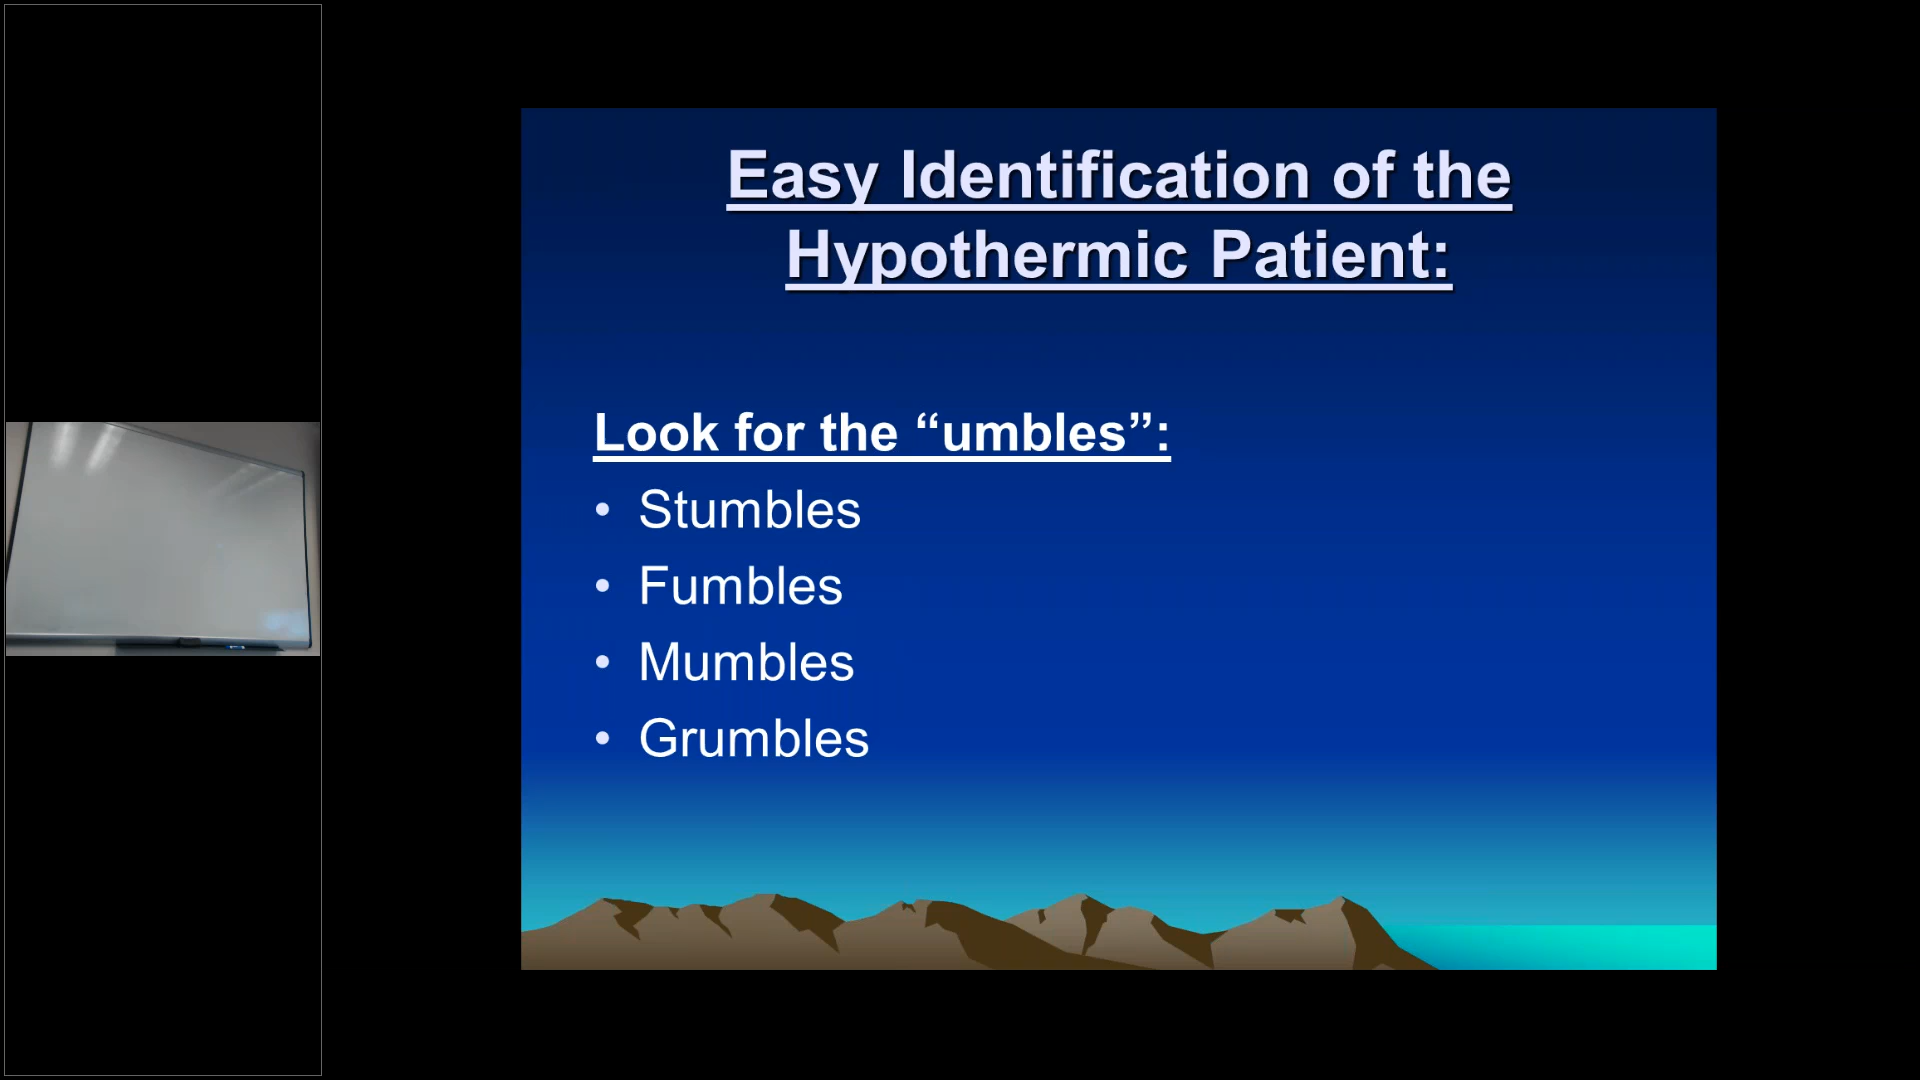 Easy Identification of the
Hypothermic Patient:
Look for the “umbles”:
• Stumbles
• Fumbles
• Mumbles
• Grumbles